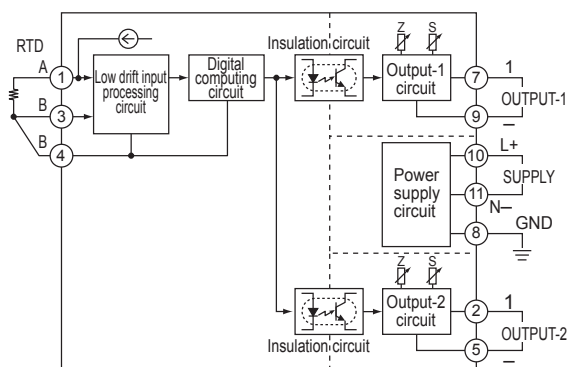 RTD
A
1
B
3
B
4
Low drift input
processing
circuit
Digital
computing
circuit
Insulation circuit
Z
S
Output-1
circuit
7
1
OUTPUT-1
9
–
Power
supply
circuit
10
L+
SUPPLY
11
N–
8
GND
Z
S
Output-2
circuit
2
1
OUTPUT-2
5
–
Insulation circuit